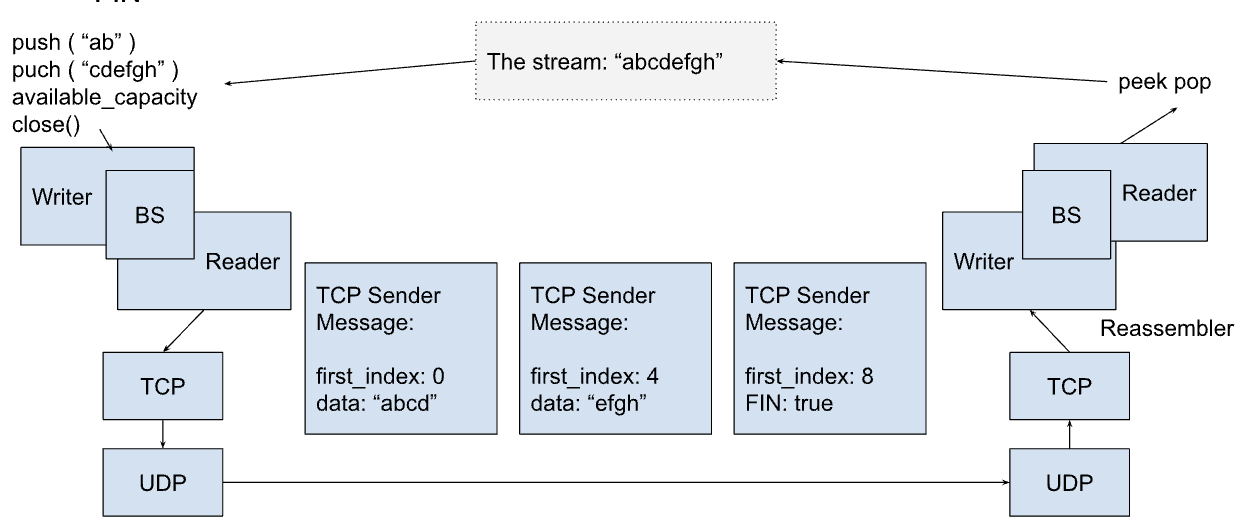 FIN
push ( “ab” )
puch ( “cdefgh” )
available_capacity
close()
The stream: “abcdefgh”
peek pop
Writer
BS
Reader
TCP
UDP
TCP Sender
Message:
first_index: 0
data: “abcd”
TCP Sender
Message:
first_index: 4
data: “efgh”
TCP Sender
Message:
first_index: 8
FIN: true
Reader
BS
Writer
Reassembler
TCP
UDP